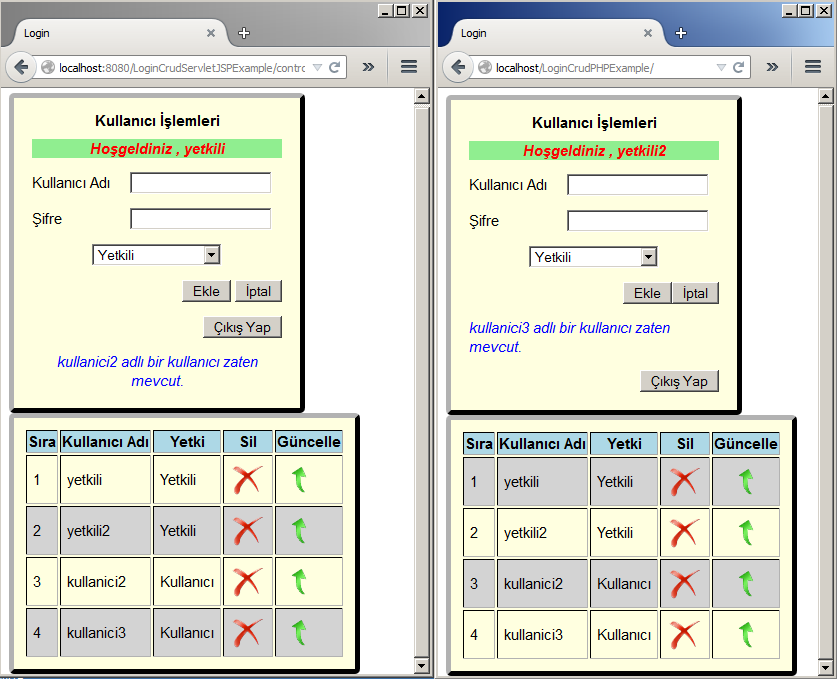 Login
localhost:8080/LoginCrudServletJSPExample/contro
Kullanıcı İşlemleri
Hoşgeldiniz , yetkili
Kullanıcı Adı
Şifre
Yetkili
Ekle İptal
Çıkış Yap
kullanici2 adlı bir kullanıcı zaten
mevcut.
Sıra Kullanıcı Adı Yetki Sil Güncelle
1 yetkili Yetkili
2 yetkili2 Yetkili
3 kullanici2 Kullanıcı
4 kullanici3 Kullanıcı
Login
localhost/LoginCrudPHPExample/
Kullanıcı İşlemleri
Hoşgeldiniz , yetkili2
Kullanıcı Adı
Şifre
Yetkili
Ekle İptal
kullanici3 adlı bir kullanıcı zaten
mevcut.
Çıkış Yap
Sıra Kullanıcı Adı Yetki Sil Güncelle
1 yetkili Yetkili
2 yetkili2 Yetkili
3 kullanici2 Kullanıcı
4 kullanici3 Kullanıcı